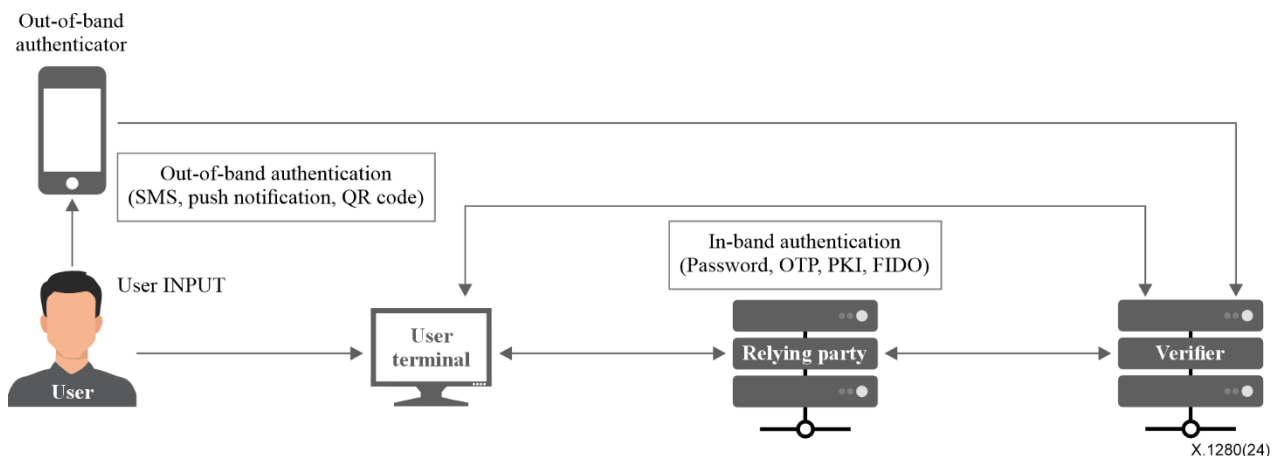 Out-of-band
authenticator
Out-of-band authentication
(SMS, push notification, QR code)
In-band authentication
(Password, OTP, PKI, FIDO)
User INPUT
User
terminal
Relying party
Verifier
User
X.1280(24)